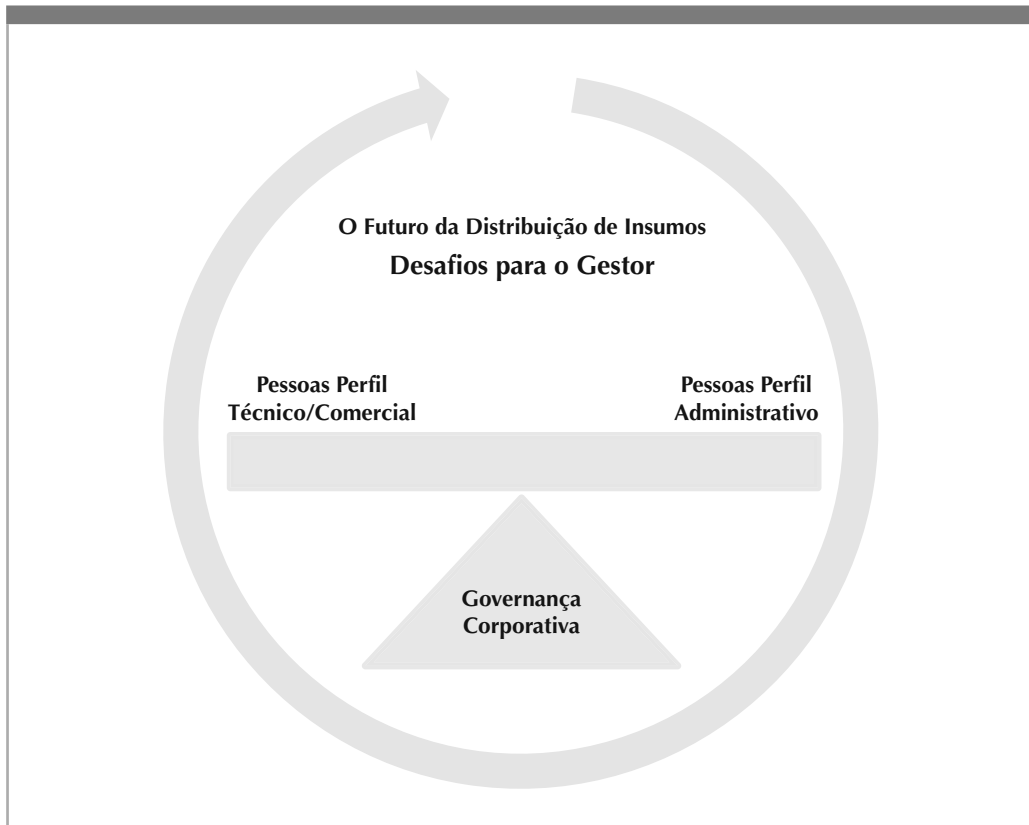 O Futuro da Distribuição de Insumos
Desafios para o Gestor
Pessoas Perfil
Técnico/Comercial
Pessoas Perfil
Administrativo
Governança
Corporativa